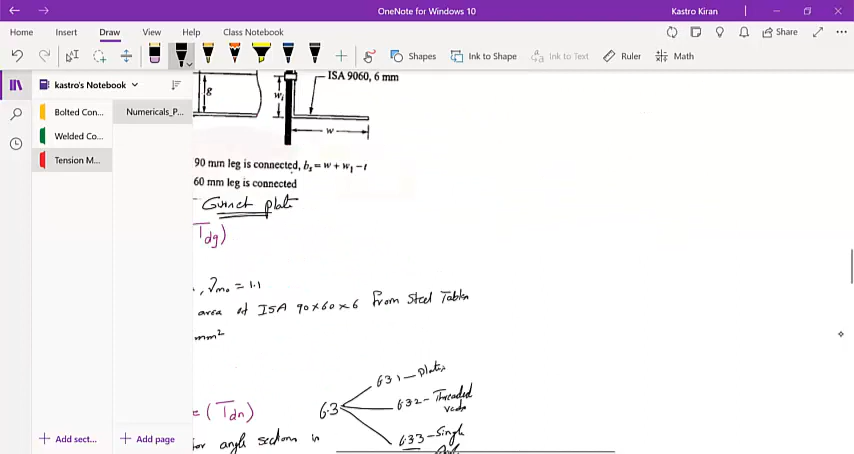 OneNote for Windows 10
Kastro Kiran
Home Insert Draw View Help Class Notebook
Share
Shapes Ink to Shape Ink to Text Ruler Math
kastro's Notebook
Bolted Con...
Welded Co...
Tension M...
Numericals_P...
g
w₁
ISA 9060, 6 mm
w
90 mm leg is connected, bₛ = w + w₁ − t
60 mm leg is connected
plate
Tdg)
, γm₀ = 1.1
area of ISA 90×60×6 from Steel Tables
mm²
= (Tdn)
for angle sections in
6.3
6.3.1 — Plates
6.3.2 - Threaded
6.3.3 - Single
Add sect...
Add page